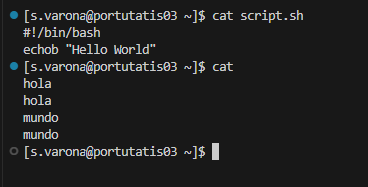 [s.varona@portutatis03 ~]$ cat script.sh
#!/bin/bash
echob "Hello World"
[s.varona@portutatis03 ~]$ cat
hola
hola
mundo
mundo
[s.varona@portutatis03 ~]$